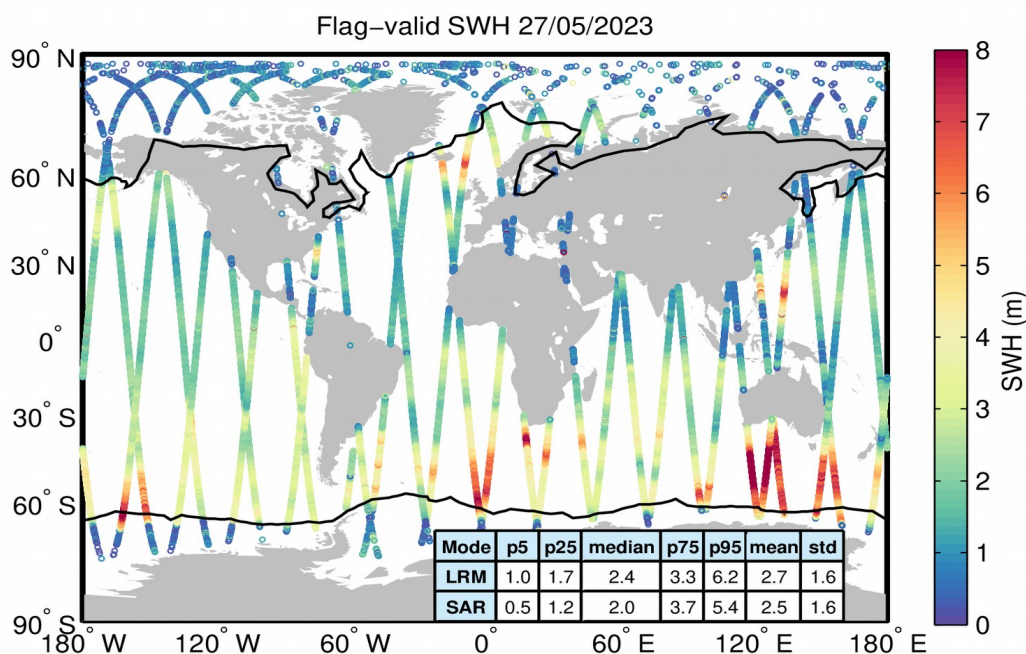 Flag−valid SWH 27/05/2023
90° N
60° N
30° N
0°
30° S
60° S
90° S
180° W
120° W
60° W
0°
60° E
120° E
180° E
8
7
6
5
4
3
2
1
0
SWH (m)
Mode p5 p25 median p75 p95 mean std
LRM 1.0 1.7 2.4 3.3 6.2 2.7 1.6
SAR 0.5 1.2 2.0 3.7 5.4 2.5 1.6